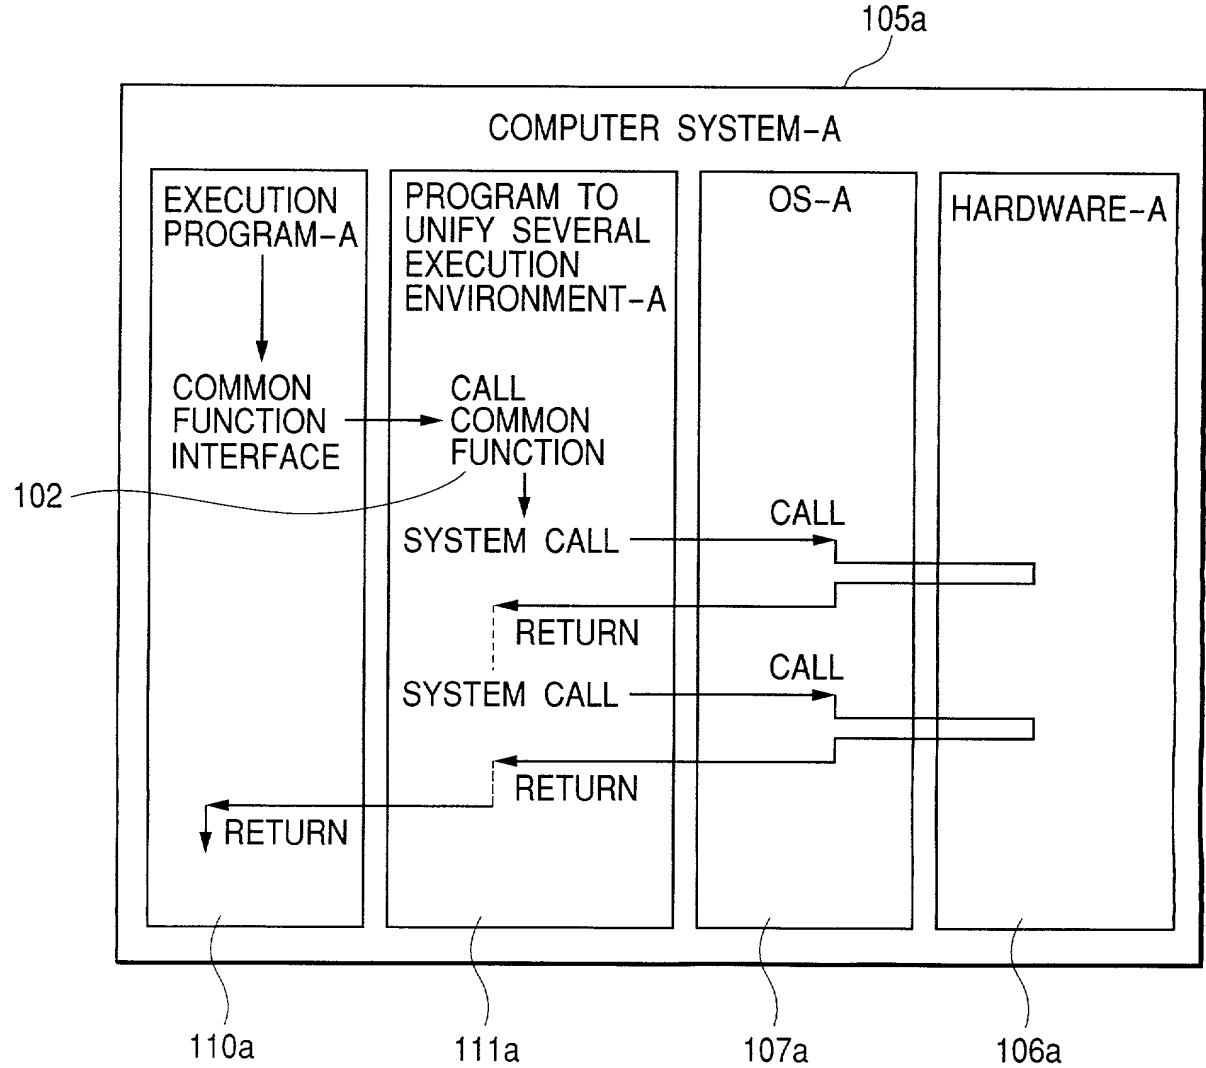 105a
COMPUTER SYSTEM-A
EXECUTION
PROGRAM-A
COMMON
FUNCTION
INTERFACE
RETURN
PROGRAM TO
UNIFY SEVERAL
EXECUTION
ENVIRONMENT-A
CALL
COMMON
FUNCTION
102
SYSTEM CALL
RETURN
SYSTEM CALL
RETURN
OS-A
CALL
CALL
HARDWARE-A
110a
111a
107a
106a